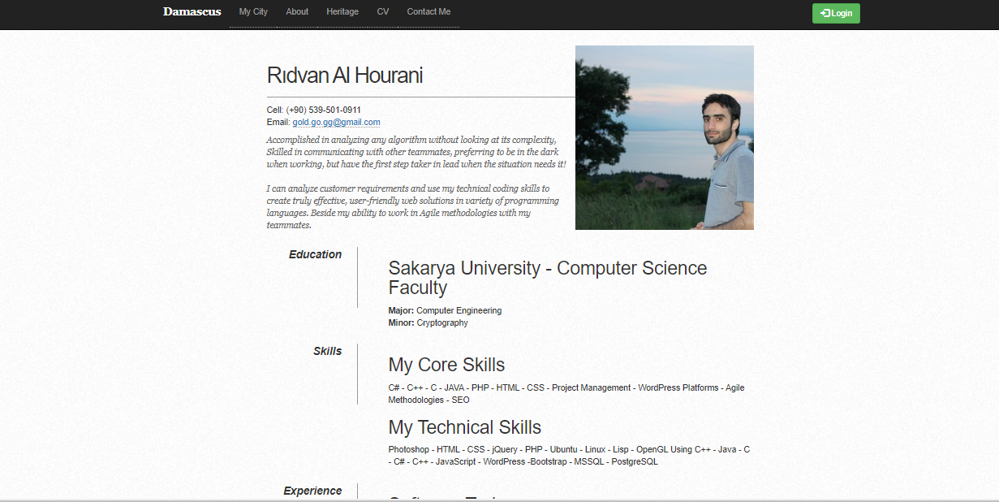 Damascus My City About Heritage CV Contact Me Login
Rıdvan Al Hourani
Cell: (+90) 539-501-0911
Email: gold.go.gg@gmail.com
Accomplished in analyzing any algorithm without looking at its complexity,
Skilled in communicating with other teammates, preferring to be in the dark
when working, but have the first step taker in lead when the situation needs it!
I can analyze customer requirements and use my technical coding skills to
create truly effective, user-friendly web solutions in variety of programming
languages. Beside my ability to work in Agile methodologies with my
teammates.
Education
Sakarya University - Computer Science
Faculty
Major: Computer Engineering
Minor: Cryptography
Skills
My Core Skills
C# - C++ - C - JAVA - PHP - HTML - CSS - Project Management - WordPress Platforms - Agile
Methodologies - SEO
My Technical Skills
Photoshop - HTML - CSS - jQuery - PHP - Ubuntu - Linux - Lisp - OpenGL Using C++ - Java - C
- C# - C++ - JavaScript - WordPress -Bootstrap - MSSQL - PostgreSQL
Experience